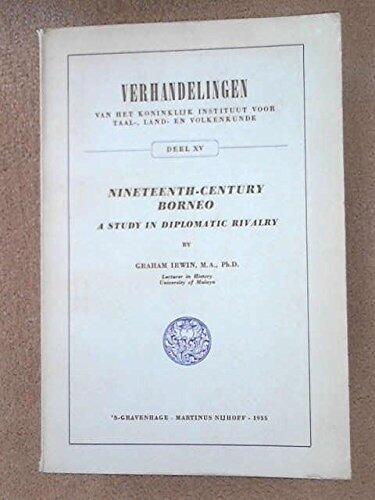 VERHANDELINGEN
VAN HET KONINKLIJK INSTITUUT VOOR
TAAL-, LAND- EN VOLKENKUNDE
DEEL XV
NINETEENTH-CENTURY
BORNEO
A STUDY IN DIPLOMATIC RIVALRY
BY
GRAHAM IRWIN, M.A., Ph.D.
Lecturer in History
University of Malaya
'S-GRAVENHAGE - MARTINUS NIJHOFF - 1955